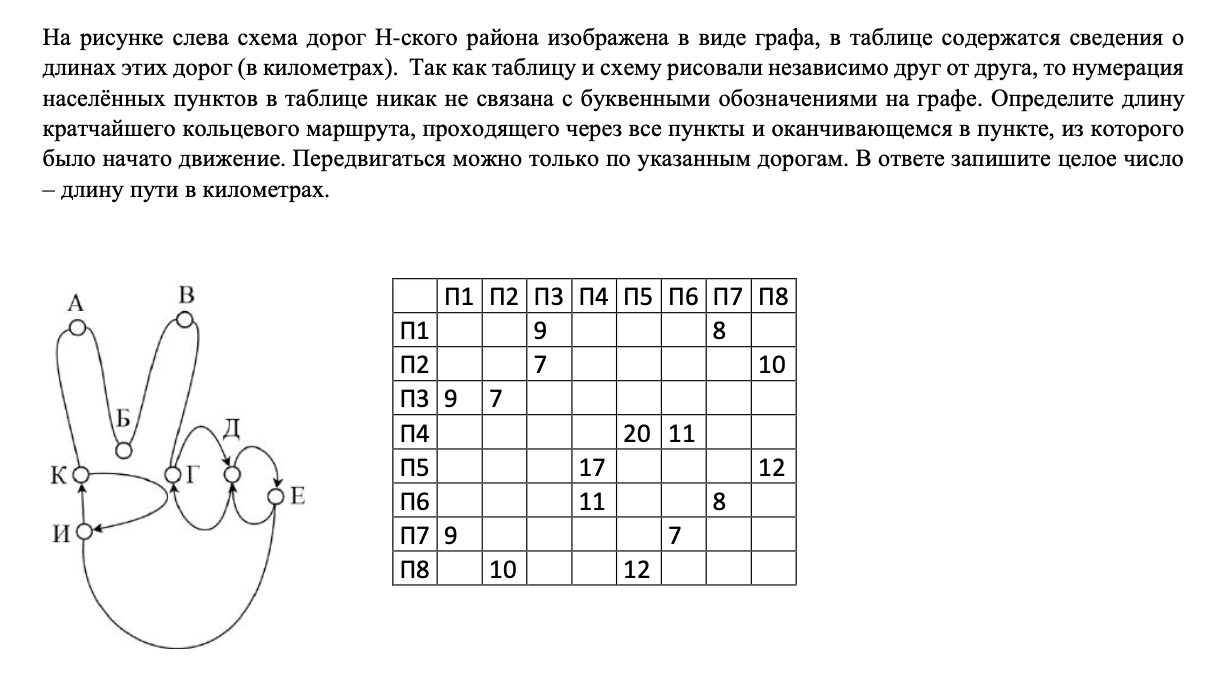 На рисунке слева схема дорог Н-ского района изображена в виде графа, в таблице содержатся сведения о
длинах этих дорог (в километрах). Так как таблицу и схему рисовали независимо друг от друга, то нумерация
населённых пунктов в таблице никак не связана с буквенными обозначениями на графе. Определите длину
кратчайшего кольцевого маршрута, проходящего через все пункты и оканчивающемся в пункте, из которого
было начато движение. Передвигаться можно только по указанным дорогам. В ответе запишите целое число
– длину пути в километрах.
А В
Б Д
К Г Е
И
П1 П2 П3 П4 П5 П6 П7 П8
П1 9 8
П2 7 10
П3 9 7
П4 20 11
П5 17 12
П6 11 8
П7 9 7
П8 10 12